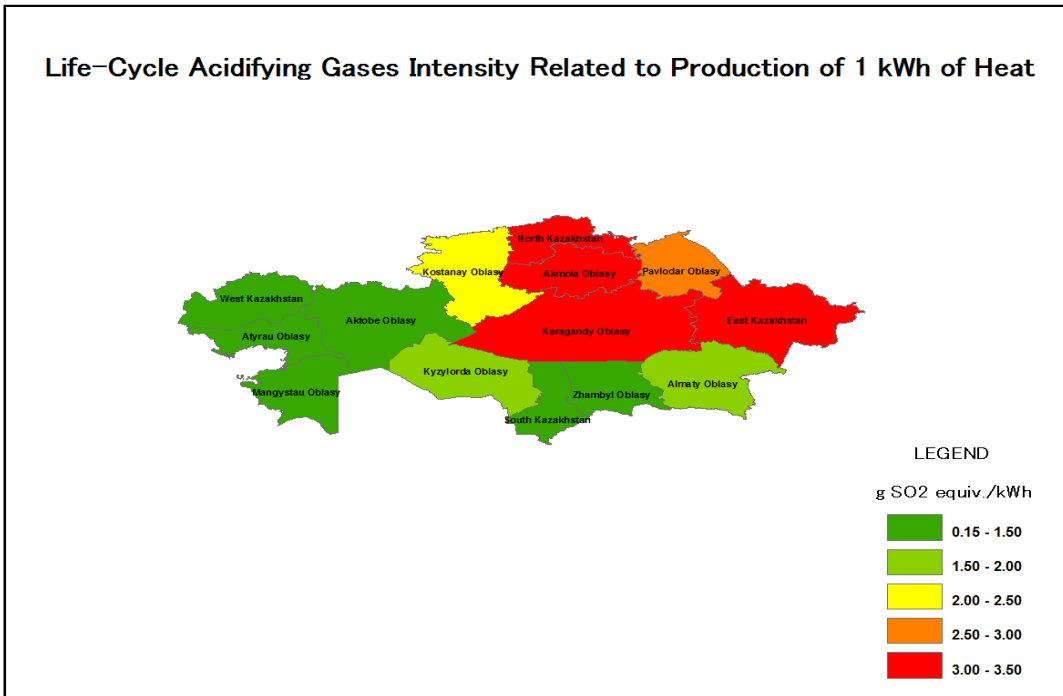 Life-Cycle Acidifying Gases Intensity Related to Production of 1 kWh of Heat
North Kazakhstan
Kostanay Oblasy
Akmola Oblasy
Pavlodar Oblasy
West Kazakhstan
Aktobe Oblasy
East Kazakhstan
Karagandy Oblasy
Atyrau Oblasy
Kyzylorda Oblasy
Almaty Oblasy
Mangystau Oblasy
Zhambyl Oblasy
South Kazakhstan
LEGEND
g SO2 equiv./kWh
0.15 - 1.50
1.50 - 2.00
2.00 - 2.50
2.50 - 3.00
3.00 - 3.50